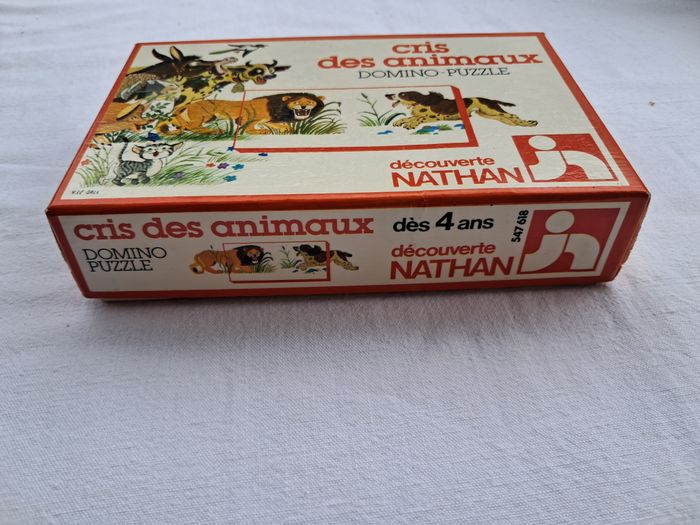 cris
des animaux
DOMINO-PUZZLE
découverte
NATHAN
cris des animaux
DOMINO
PUZZLE
dès 4 ans
découverte
NATHAN
547 618